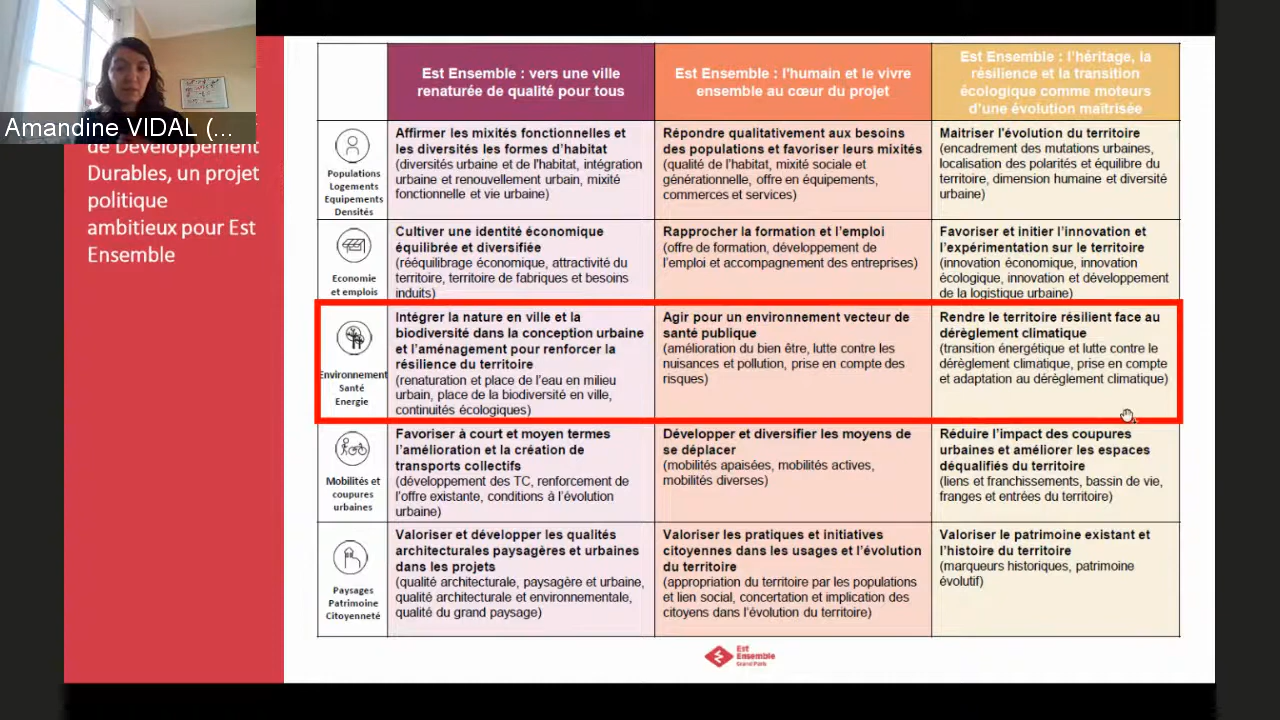 Amandine VIDAL (...
de Développement
Durables, un projet
politique
ambitieux pour Est
Ensemble
Est Ensemble : vers une ville
renaturée de qualité pour tous
Est Ensemble : l'humain et le vivre
ensemble au cœur du projet
Est Ensemble : l'héritage, la
résilience et la transition
écologique comme moteurs
d'une évolution maîtrisée
Populations
Logements
Equipements
Densités
Affirmer les mixités fonctionnelles et
les diversités les formes d'habitat
(diversités urbaine et de l'habitat, intégration
urbaine et renouvellement urbain, mixité
fonctionnelle et vie urbaine)
Répondre qualitativement aux besoins
des populations et favoriser leurs mixités
(qualité de l'habitat, mixité sociale et
générationnelle, offre en équipements,
commerces et services)
Maitriser l'évolution du territoire
(encadrement des mutations urbaines,
localisation des polarités et équilibre du
territoire, dimension humaine et diversité
urbaine)
Economie
et emplois
Cultiver une identité économique
équilibrée et diversifiée
(rééquilibrage économique, attractivité du
territoire, territoire de fabriques et besoins
induits)
Rapprocher la formation et l'emploi
(offre de formation, développement de
l'emploi et accompagnement des entreprises)
Favoriser et initier l'innovation et
l'expérimentation sur le territoire
(innovation économique, innovation
écologique, innovation et développement
de la logistique urbaine)
Environnement
Santé
Energie
Intégrer la nature en ville et la
biodiversité dans la conception urbaine
et l'aménagement pour renforcer la
résilience du territoire
(renaturation et place de l'eau en milieu
urbain, place de la biodiversité en ville,
continuités écologiques)
Agir pour un environnement vecteur de
santé publique
(amélioration du bien être, lutte contre les
nuisances et pollution, prise en compte des
risques)
Rendre le territoire résilient face au
dérèglement climatique
(transition énergétique et lutte contre le
dérèglement climatique, prise en compte
et adaptation au dérèglement climatique)
Mobilités et
coupures
urbaines
Favoriser à court et moyen termes
l'amélioration et la création de
transports collectifs
(développement des TC, renforcement de
l'offre existante, conditions à l'évolution
urbaine)
Développer et diversifier les moyens de
se déplacer
(mobilités apaisées, mobilités actives,
mobilités diverses)
Réduire l'impact des coupures
urbaines et améliorer les espaces
déqualifiés du territoire
(liens et franchissements, bassin de vie,
franges et entrées du territoire)
Paysages
Patrimoine
Citoyenneté
Valoriser et développer les qualités
architecturales paysagères et urbaines
dans les projets
(qualité architecturale, paysagère et urbaine,
qualité architecturale et environnementale,
qualité du grand paysage)
Valoriser les pratiques et initiatives
citoyennes dans les usages et l'évolution
du territoire
(appropriation du territoire par les populations
et lien social, concertation et implication des
citoyens dans l'évolution du territoire)
Valoriser le patrimoine existant et
l'histoire du territoire
(marqueurs historiques, patrimoine
évolutif)
Est
Ensemble
Grand Paris